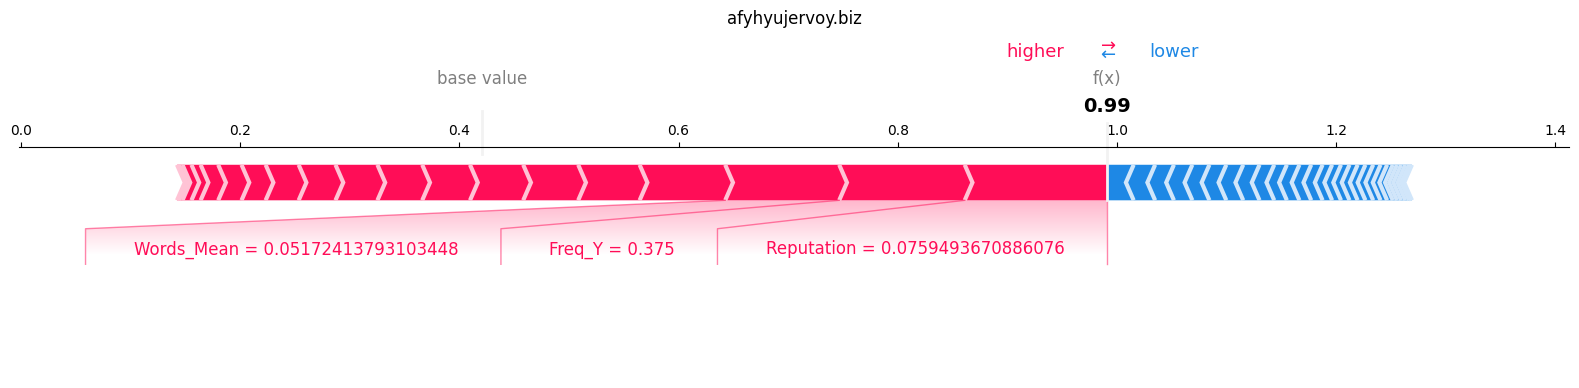 afyhyujervoy.biz
higher → ← lower
base value f(x)
0.99
0.0 0.2 0.4 0.6 0.8 1.0 1.2 1.4
Words_Mean = 0.05172413793103448 Freq_Y = 0.375 Reputation = 0.0759493670886076